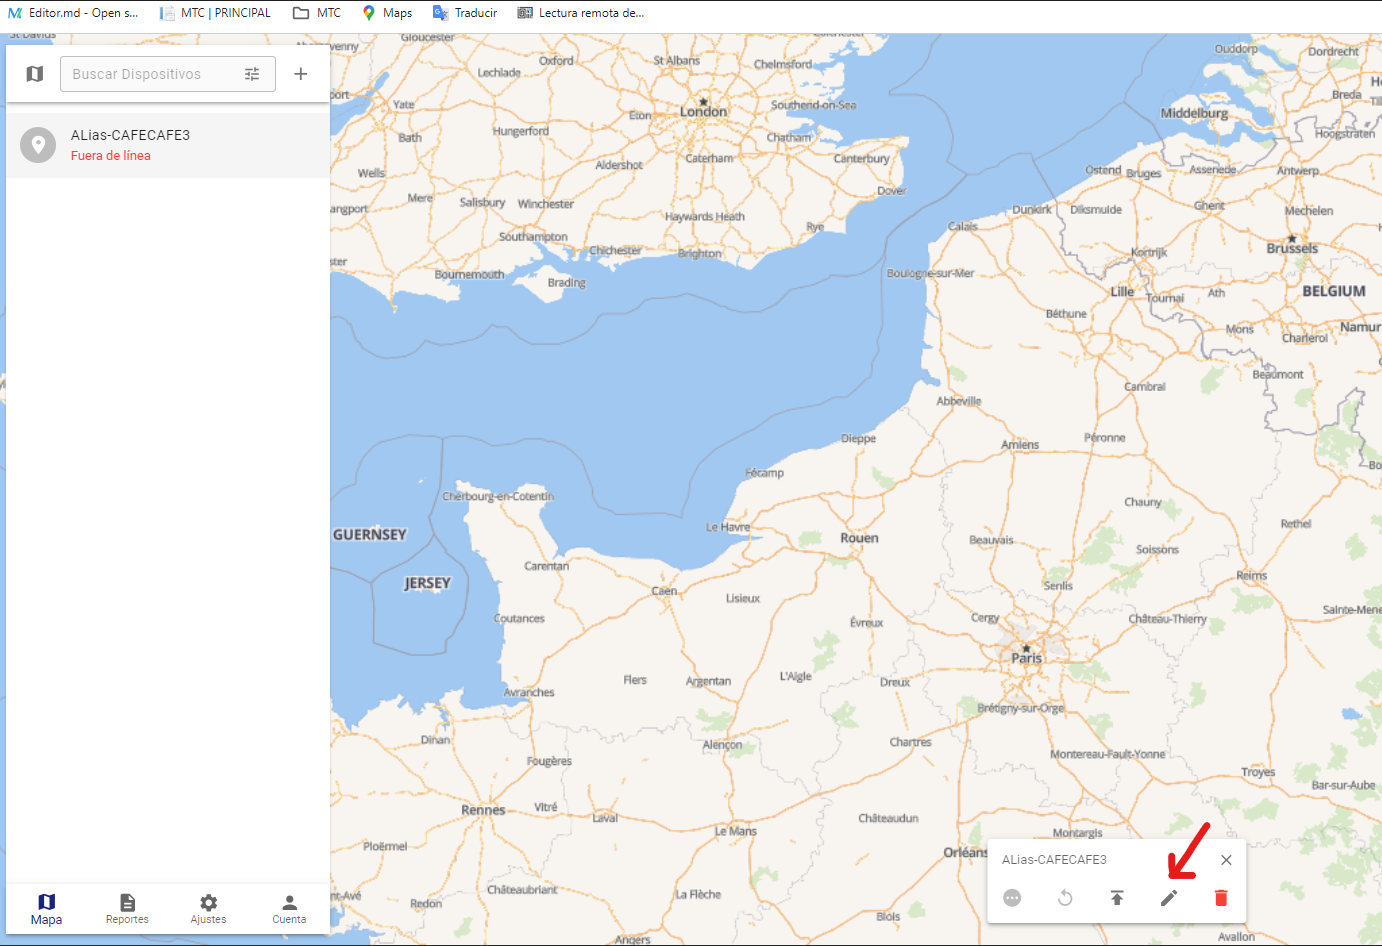 Editor.md - Open s...
MTC | PRINCIPAL
MTC
Maps
Traducir
Lectura remota de...
Buscar Dispositivos
ALias-CAFECAFE3
Fuera de línea
Mapa
Reportes
Ajustes
Cuenta
St Davids
Gloucester
Oxford
St Albans
Chelmsford
Colchester
Ouddorp
Dordrecht
Lechlade
Yate
London
Southend-on-Sea
Middelburg
Breda
Eton
Bath
Hungerford
Chatham
Hoogstraten
Wells
Aldershot
Caterham
Canterbury
Ostend
Bruges
Assenede
Antwerp
Mere
Salisbury
Winchester
Dover
Haywards Heath
Dunkirk
Diksmuide
Ghent
Mechelen
Southampton
Rye
Calais
Chichester
Brighton
Kortrijk
Brussels
Bournemouth
Brading
Boulogne-sur-Mer
Lille
Tournai
Ath
BELGIUM
Béthune
Mons
Charleroi
Namur
Beaumont
Cambrai
Abbeville
Dieppe
Amiens
Péronne
Fécamp
Cherbourg-en-Cotentin
Chauny
Le Havre
Rethel
GUERNSEY
Rouen
Beauvais
Soissons
Carentan
JERSEY
Caen
Lisieux
Senlis
Reims
Coutances
Évreux
Cergy
Château-Thierry
Sainte-Mene
Paris
Flers
Argentan
L'Aigle
Dreux
Avranches
Brétigny-sur-Orge
Dinan
Alençon
Chartres
Montereau-Fault-Yonne
Fougères
Troyes
Bar-sur-Aube
Rennes
Vitré
Laval
Le Mans
Châteaudun
Montargis
Ploërmel
Orléans
ALias-CAFECAFE3
Châteaubriant
La Flèche
Redon
Blois
Angers
Avallon